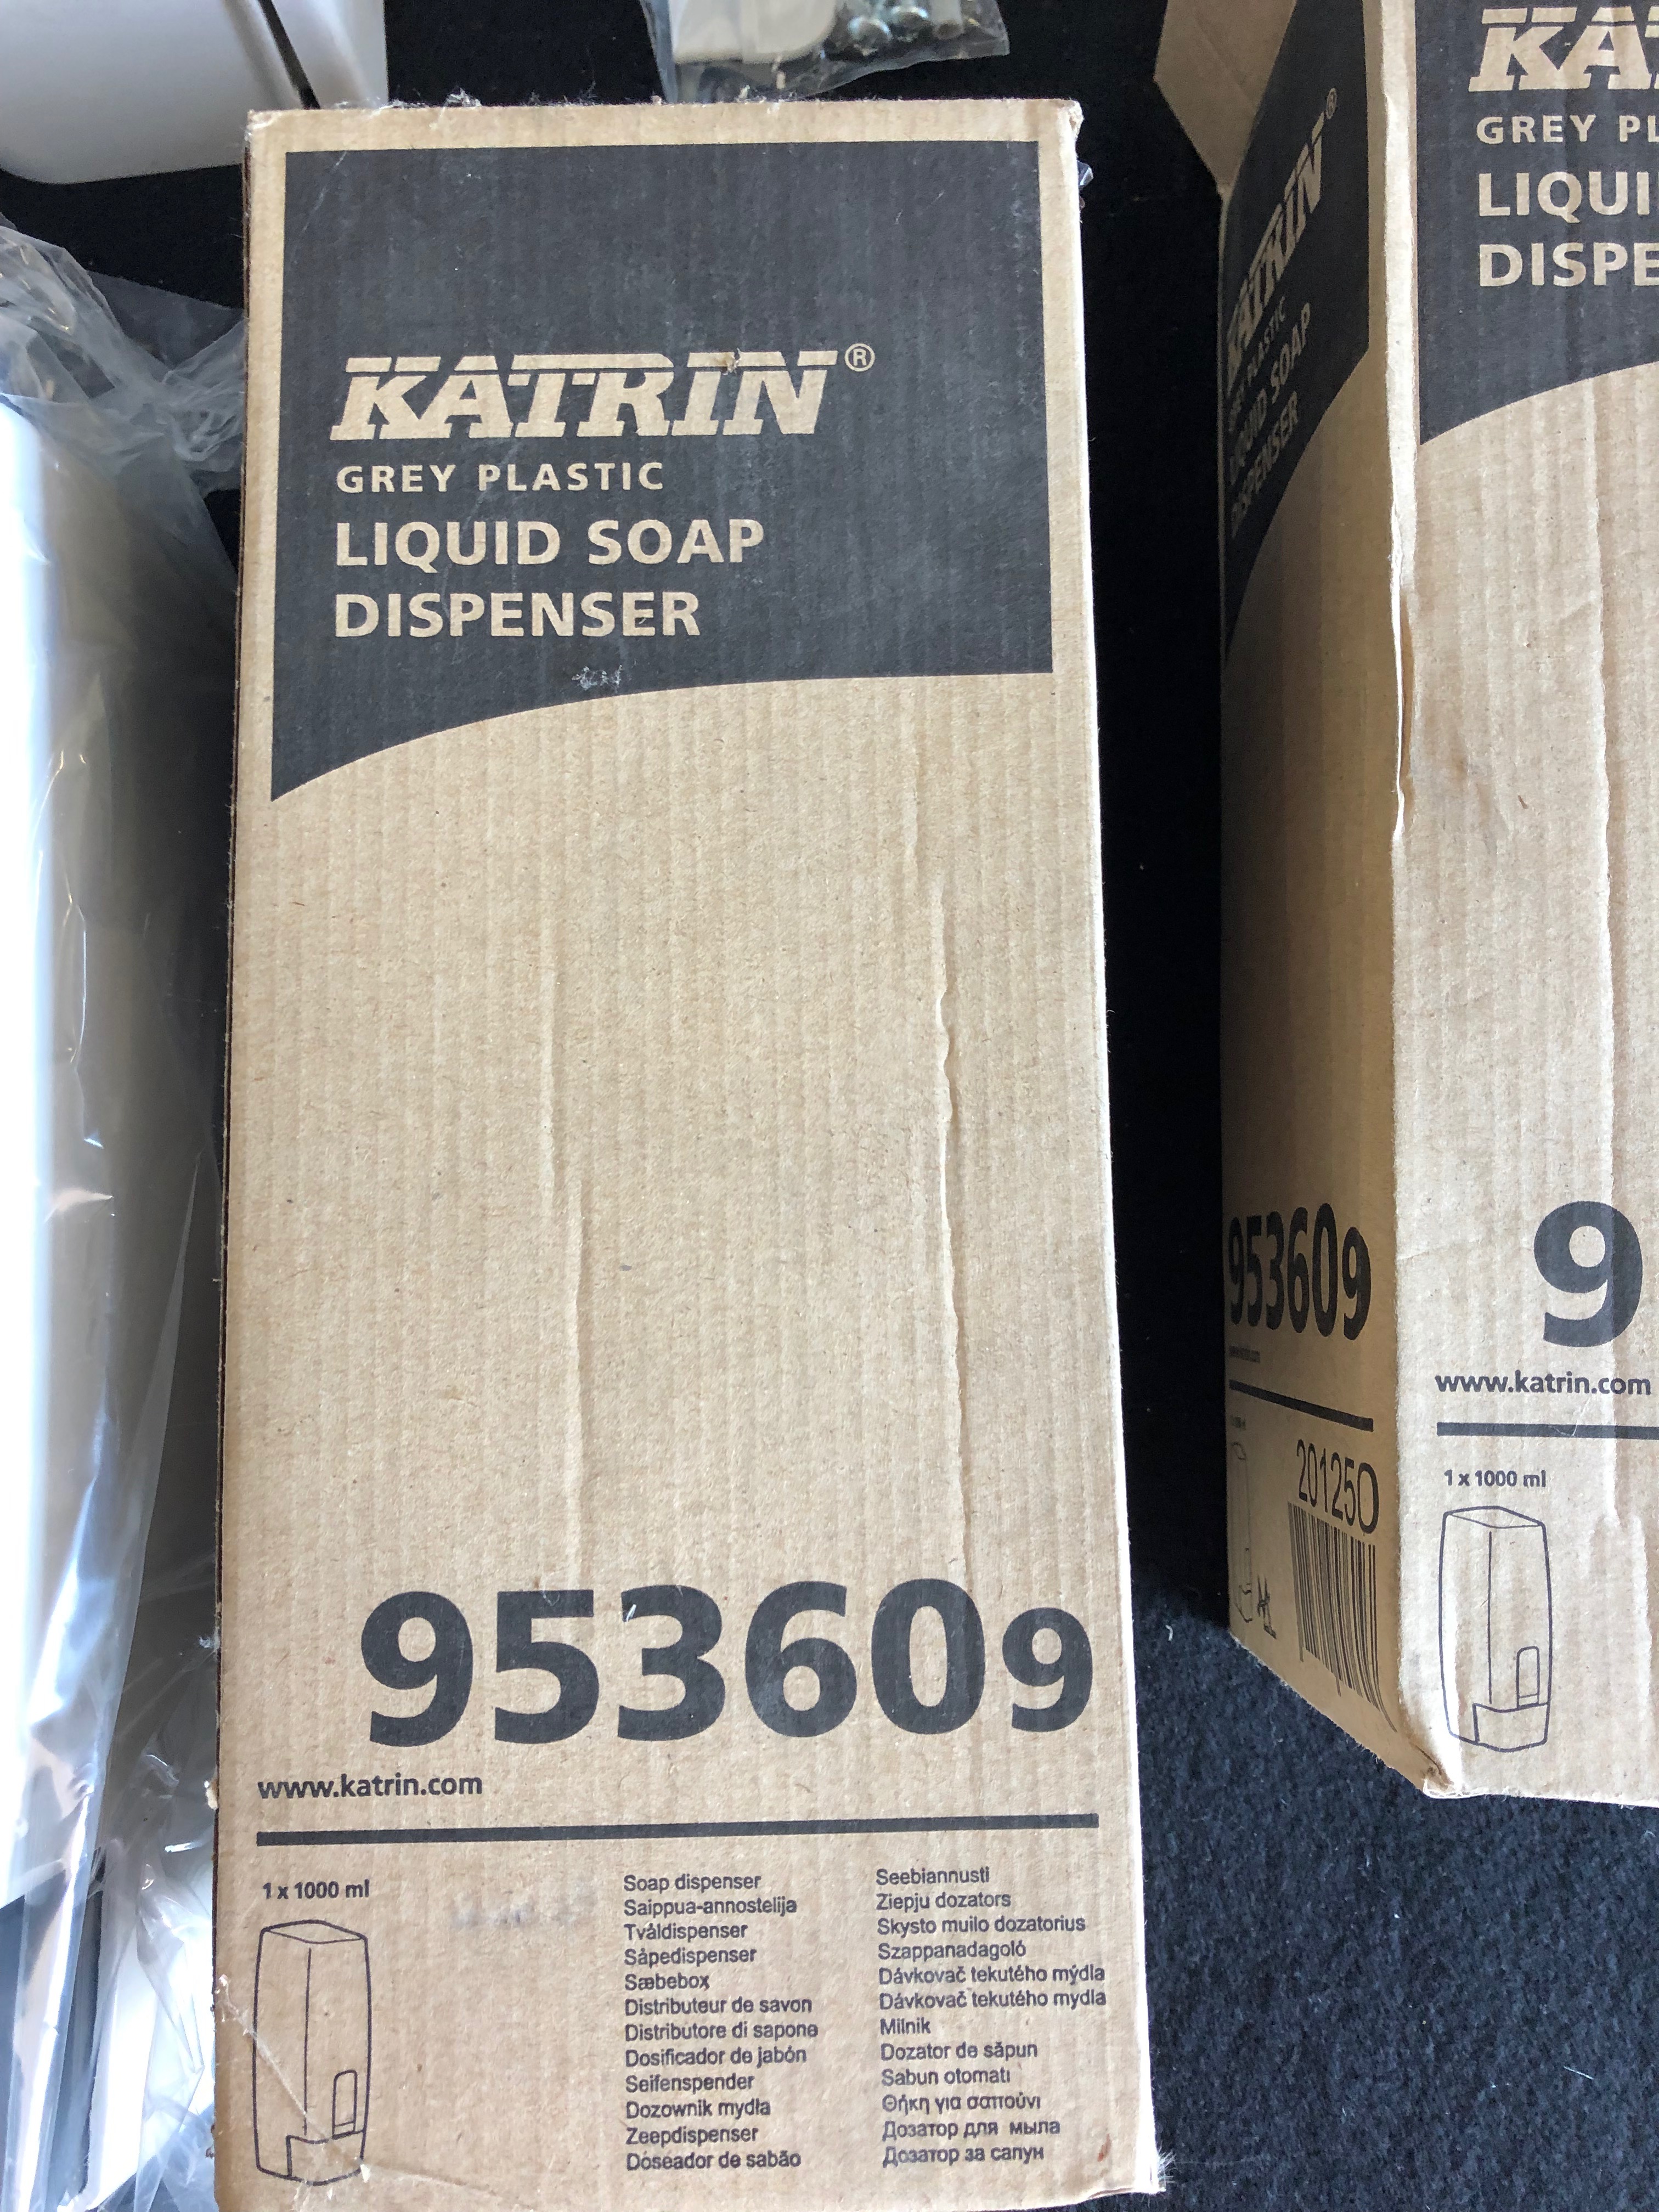 KATRIN®
GREY PLASTIC
LIQUID SOAP
DISPENSER
953609
www.katrin.com
1 x 1000 ml
Soap dispenser
Saippua-annostelija
Tvåldispenser
Såpedispenser
Sæbebox
Distributeur de savon
Distributore di sapone
Dosificador de jabón
Seifenspender
Dozownik mydła
Zeepdispenser
Doseador de sabão
Seebiannusti
Ziepju dozators
Skysto muilo dozatorius
Szappanadagoló
Dávkovač tekutého mýdla
Dávkovač tekutého mydla
Milnik
Dozator de săpun
Sabun otomatı
Θήκη για σαπούνι
Дозатор для мыла
Дозатор за сапун
KATRIN®
GREY PLASTIC
LIQUID SOAP
DISPENSER
953609
201250
KAT
GREY PL
LIQUI
DISPE
9
www.katrin.com
1 x 1000 ml